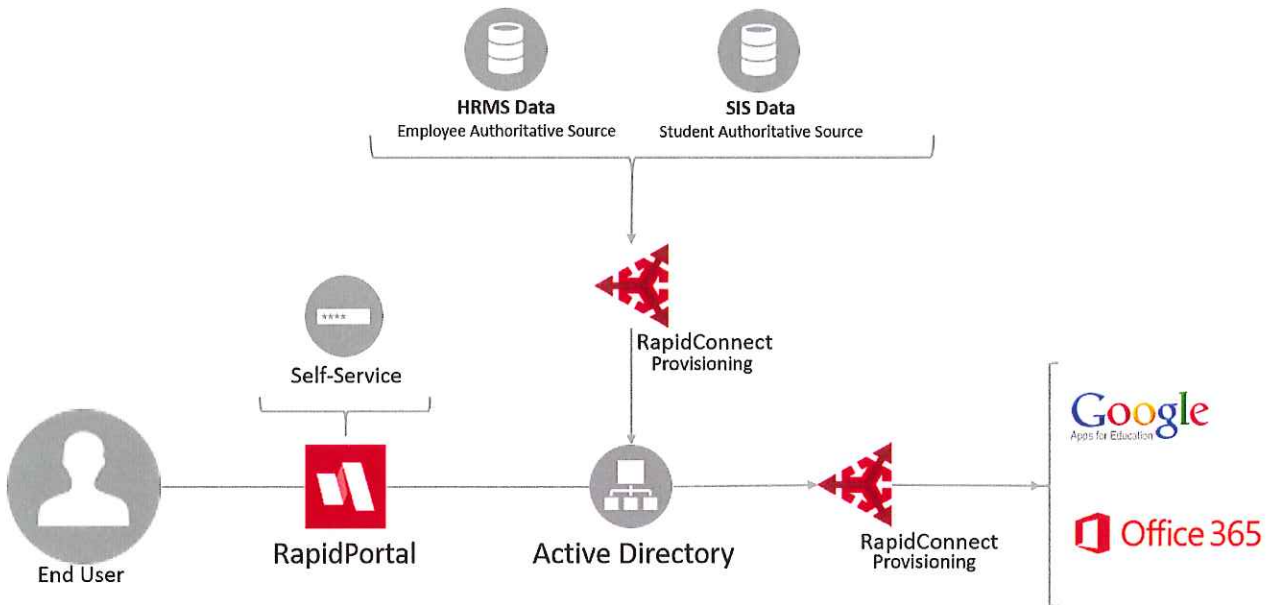 HRMS Data
Employee Authoritative Source
SIS Data
Student Authoritative Source
RapidConnect
Provisioning
****
Self-Service
End User
RapidPortal
Active Directory
RapidConnect
Provisioning
Google
Apps for Education
Office 365